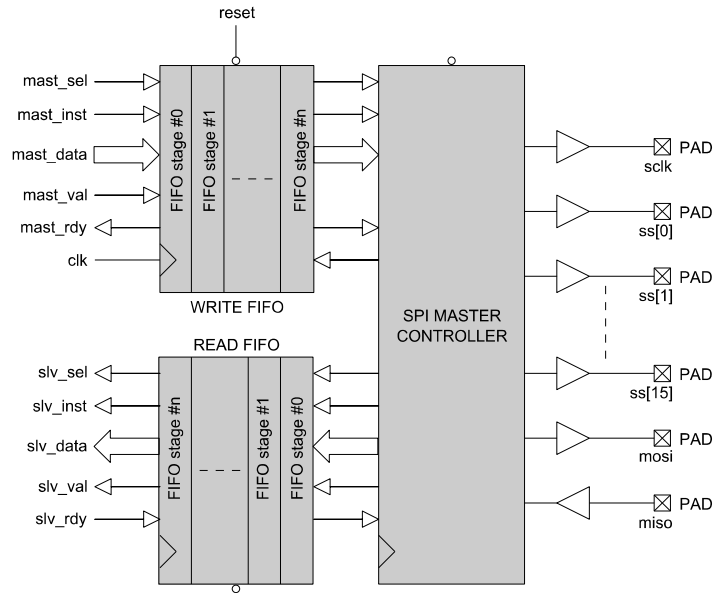 reset
mast_sel
mast_inst
mast_data
mast_val
mast_rdy
clk
FIFO stage #0
FIFO stage #1
FIFO stage #n
WRITE FIFO
READ FIFO
slv_sel
slv_inst
slv_data
slv_val
slv_rdy
FIFO stage #n
FIFO stage #1
FIFO stage #0
SPI MASTER
CONTROLLER
PAD
sclk
PAD
ss[0]
PAD
ss[1]
PAD
ss[15]
PAD
mosi
PAD
miso